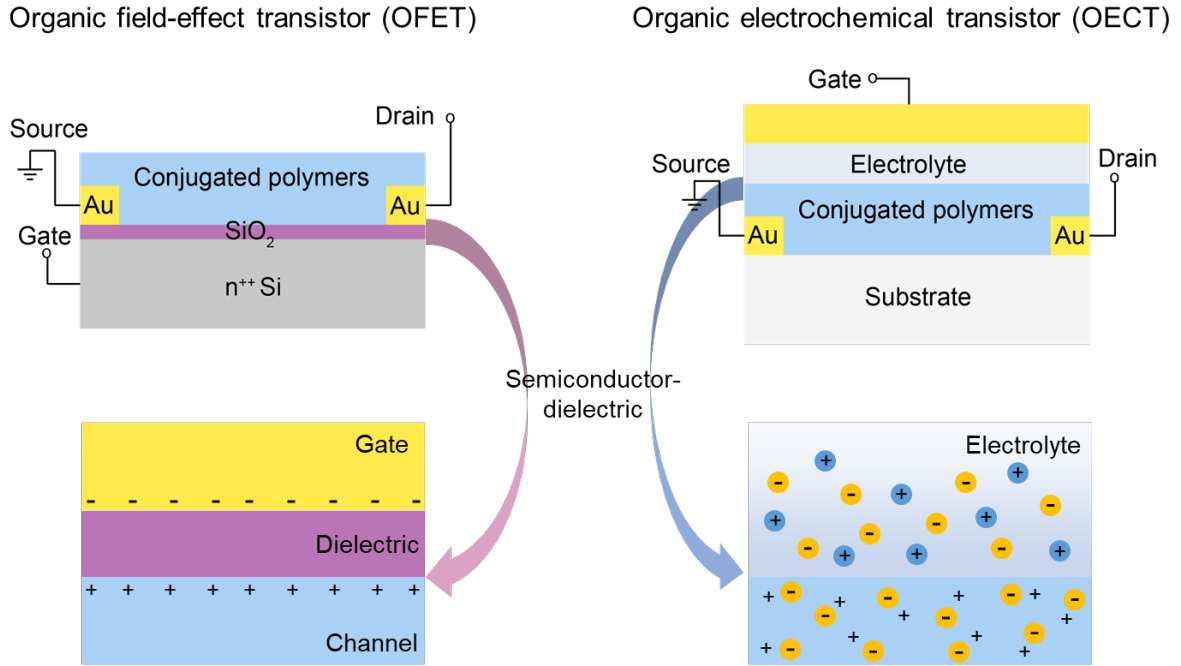 Organic field-effect transistor (OFET)
Organic electrochemical transistor (OECT)
Source
Drain
Conjugated polymers
Au
Au
SiO2
Gate
n++ Si
Gate
Source
Electrolyte
Drain
Conjugated polymers
Au
Au
Substrate
Semiconductor-
dielectric
Gate
- - - - - - - - -
Dielectric
+ + + + + + + + +
Channel
Electrolyte